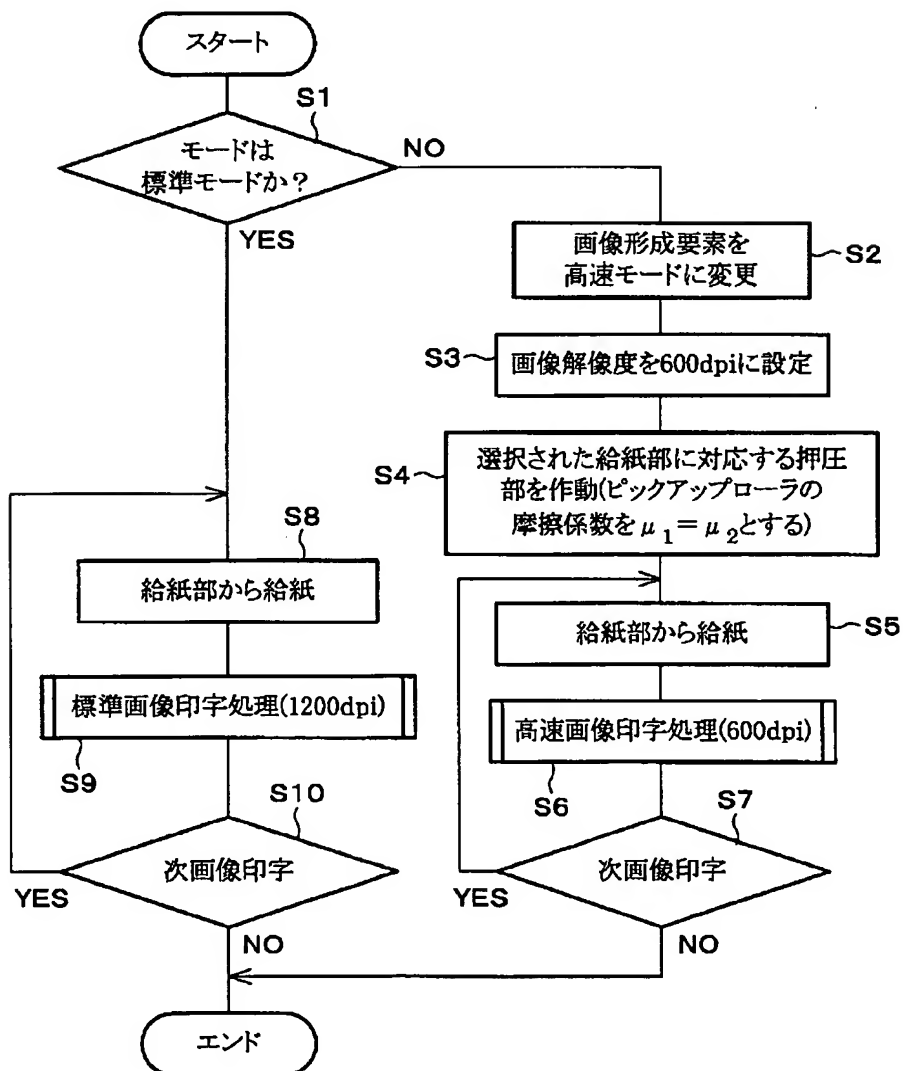 スタート
S1
モードは
標準モードか?
NO
YES
画像形成要素を
高速モードに変更
S2
S3
画像解像度を600dpiに設定
S4
選択された給紙部に対応する押圧
部を作動(ピックアップローラの
摩擦係数をμ1=μ2とする)
S8
給紙部から給紙
給紙部から給紙
S5
標準画像印字処理(1200dpi)
S9
高速画像印字処理(600dpi)
S6
S10
次画像印字
YES
NO
S7
次画像印字
YES
NO
エンド